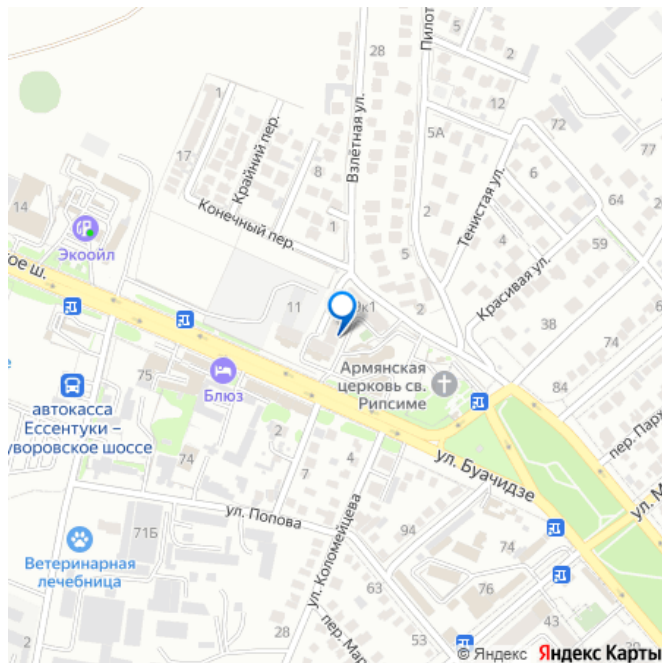 28
5
2
Пилот
12
72
77
1
5А
17
Крайний пер.
8
Взлётная ул.
6
64
14
Конечный пер.
1
2
Тенистая ул.
4
59
Экоойл
5
ое ш.
11
9к1
2
Красивая ул.
38
75
Блюз
Армянская
церковь св.
Рипсиме
84
автокасса
Ессентуки –
уворовское шоссе
2
74
7
4
ул. Буачидзе
пер. Парх
ул. М
ул. Попова
71Б
94
74
Ветеринарная
лечебница
ул. Коломейцева
63
76
43
28
пер. Мар
53
2
© Яндекс Яндекс Карты